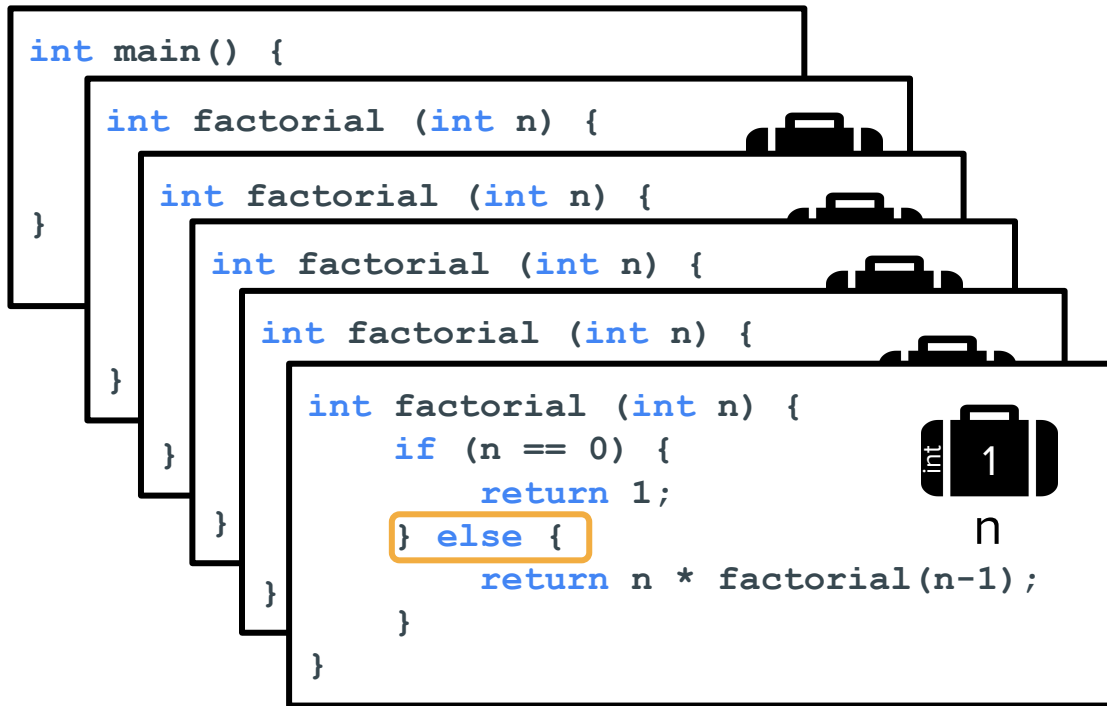 int main() {
int factorial (int n) {
int factorial (int n) {
}
int factorial (int n) {
int factorial (int n) {
}
int factorial (int n) {
if (n == 0) {
int 1
}
return 1;
}
} else {
n
return n * factorial(n-1);
}
}
}